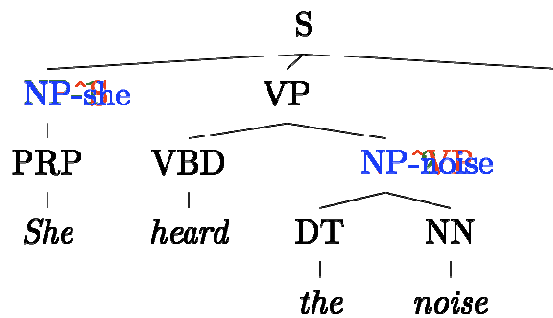 S
NP-she VP
PRP VBD NP-noise
She heard DT NN
the noise